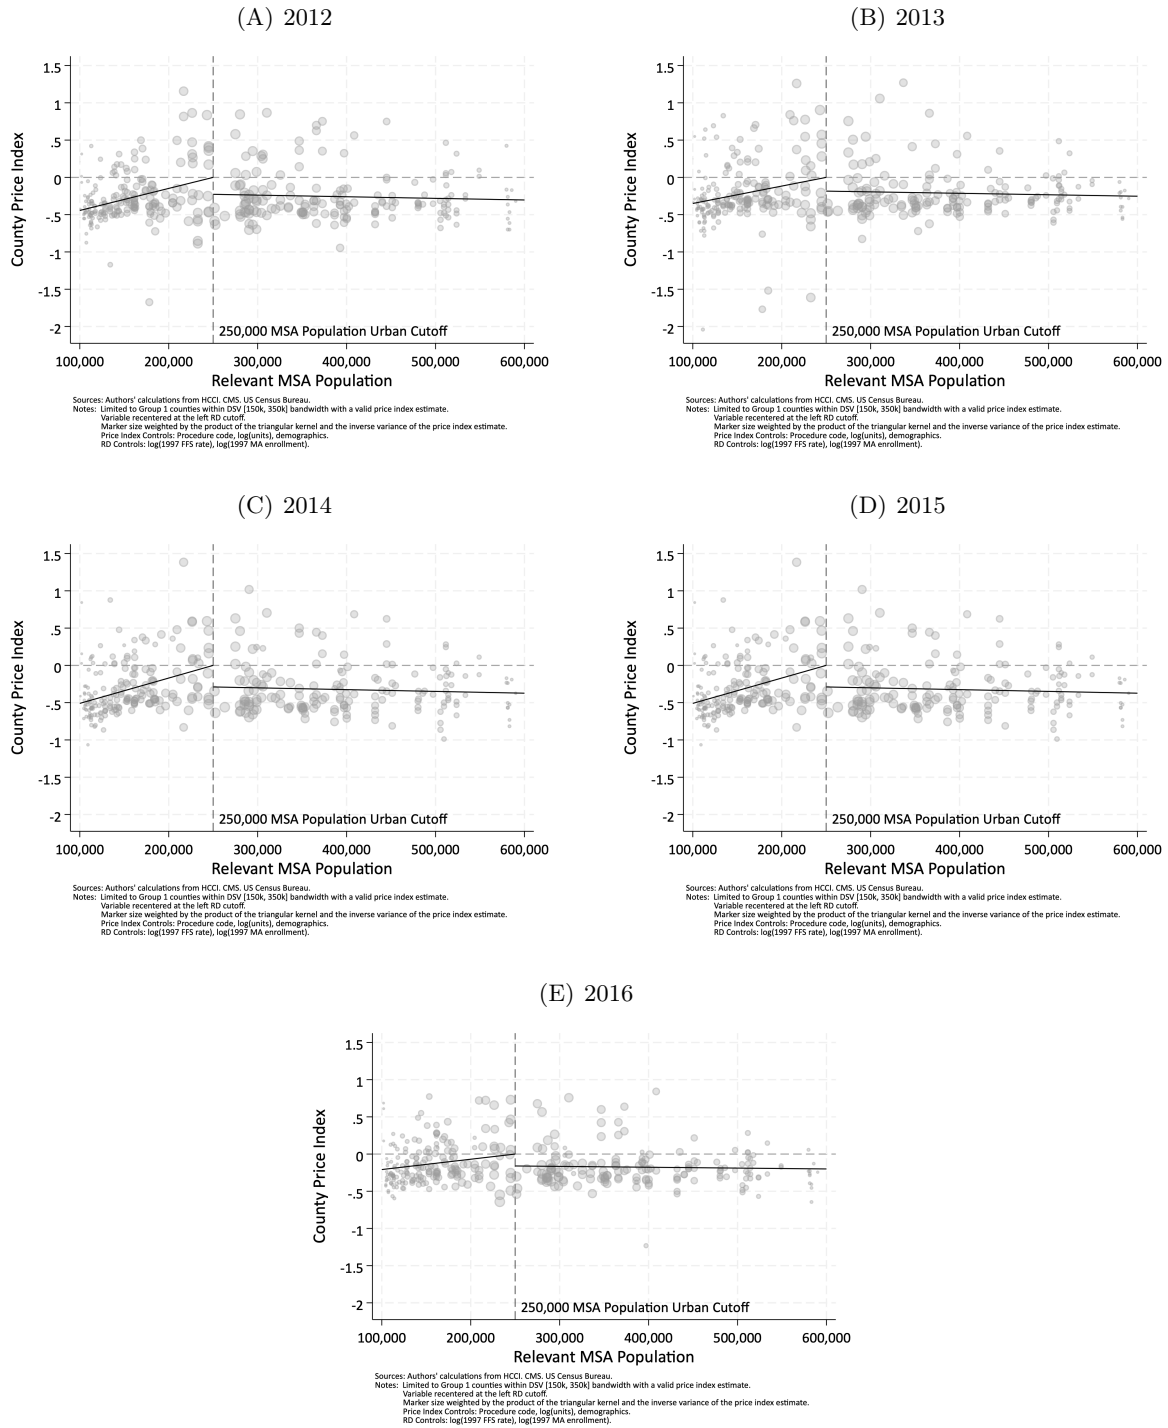 (A) 2012
1.5
1
.5
0
-.5
-1
-1.5
-2
County Price Index
250,000 MSA Population Urban Cutoff
100,000 200,000 300,000 400,000 500,000 600,000
Relevant MSA Population
Sources: Authors' calculations from HCCI. CMS. US Census Bureau.
Notes: Limited to Group 1 counties within DSV [150k, 350k] bandwidth with a valid price index estimate.
Variable recentered at the left RD cutoff.
Marker size weighted by the product of the triangular kernel and the inverse variance of the price index estimate.
Price Index Controls: Procedure code, log(units), demographics.
RD Controls: log(1997 FFS rate), log(1997 MA enrollment).
(B) 2013
1.5
1
.5
0
-.5
-1
-1.5
-2
County Price Index
250,000 MSA Population Urban Cutoff
100,000 200,000 300,000 400,000 500,000 600,000
Relevant MSA Population
Sources: Authors' calculations from HCCI. CMS. US Census Bureau.
Notes: Limited to Group 1 counties within DSV [150k, 350k] bandwidth with a valid price index estimate.
Variable recentered at the left RD cutoff.
Marker size weighted by the product of the triangular kernel and the inverse variance of the price index estimate.
Price Index Controls: Procedure code, log(units), demographics.
RD Controls: log(1997 FFS rate), log(1997 MA enrollment).
(C) 2014
1.5
1
.5
0
-.5
-1
-1.5
-2
County Price Index
250,000 MSA Population Urban Cutoff
100,000 200,000 300,000 400,000 500,000 600,000
Relevant MSA Population
Sources: Authors' calculations from HCCI. CMS. US Census Bureau.
Notes: Limited to Group 1 counties within DSV [150k, 350k] bandwidth with a valid price index estimate.
Variable recentered at the left RD cutoff.
Marker size weighted by the product of the triangular kernel and the inverse variance of the price index estimate.
Price Index Controls: Procedure code, log(units), demographics.
RD Controls: log(1997 FFS rate), log(1997 MA enrollment).
(D) 2015
1.5
1
.5
0
-.5
-1
-1.5
-2
County Price Index
250,000 MSA Population Urban Cutoff
100,000 200,000 300,000 400,000 500,000 600,000
Relevant MSA Population
Sources: Authors' calculations from HCCI. CMS. US Census Bureau.
Notes: Limited to Group 1 counties within DSV [150k, 350k] bandwidth with a valid price index estimate.
Variable recentered at the left RD cutoff.
Marker size weighted by the product of the triangular kernel and the inverse variance of the price index estimate.
Price Index Controls: Procedure code, log(units), demographics.
RD Controls: log(1997 FFS rate), log(1997 MA enrollment).
(E) 2016
1.5
1
.5
0
-.5
-1
-1.5
-2
County Price Index
250,000 MSA Population Urban Cutoff
100,000 200,000 300,000 400,000 500,000 600,000
Relevant MSA Population
Sources: Authors' calculations from HCCI. CMS. US Census Bureau.
Notes: Limited to Group 1 counties within DSV [150k, 350k] bandwidth with a valid price index estimate.
Variable recentered at the left RD cutoff.
Marker size weighted by the product of the triangular kernel and the inverse variance of the price index estimate.
Price Index Controls: Procedure code, log(units), demographics.
RD Controls: log(1997 FFS rate), log(1997 MA enrollment).